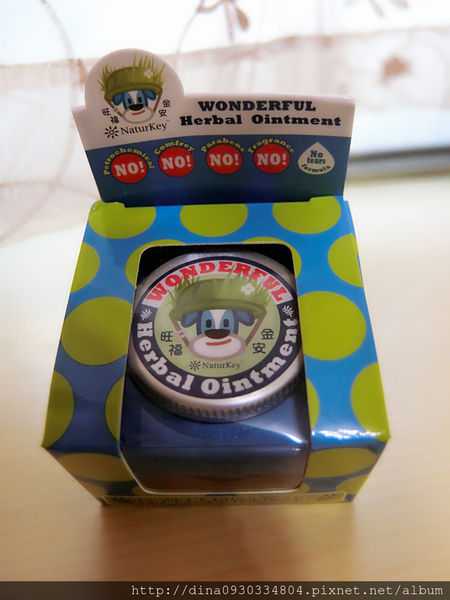 WONDERFUL
Herbal Ointment
旺福
金安
NaturKey
Petrochemical
NO!
Comfrey
NO!
Parabens
NO!
Fragrance
NO!
No
tears
formula
WONDERFUL
旺福
金安
NaturKey
Herbal Ointment
http://dina0930334804.pixnet.net/album